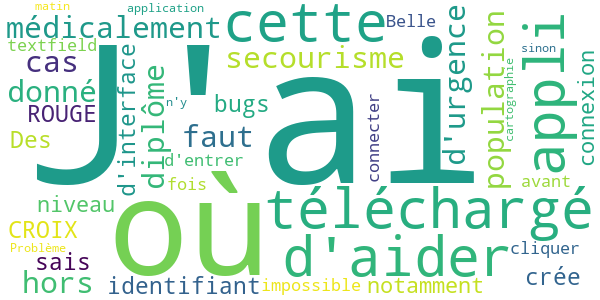 matin
application
médicalement
cette
Belle
d'urgence
appli
textfield
J'ai
secourisme
population
sinon
cas
d'interface
diplôme
connecter
cartographie
connexion
donné
n'y
bugs
ROUGE
faut
Des
d'entrer
fois
avant
niveau
où
téléchargé
CROIX
Problème
d'aider
cliquer
sais
hors
identifiant
impossible
notamment
crée